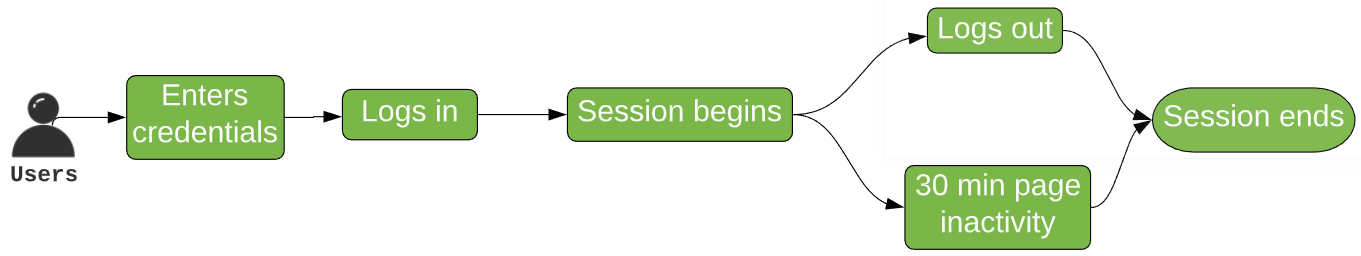 Users
Enters
credentials
Logs in
Session begins
Logs out
30 min page
inactivity
Session ends